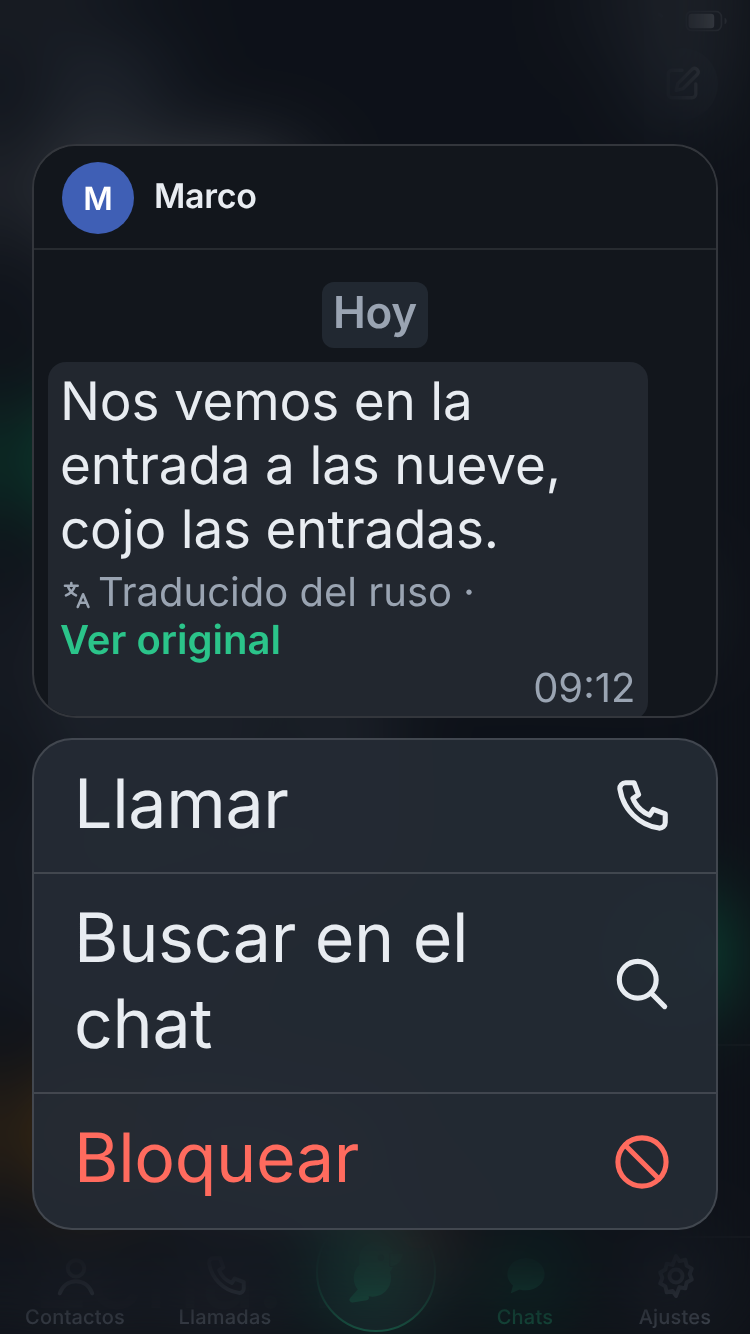 M
Marco
Hoy
Nos vemos en la
entrada a las nueve,
cojo las entradas.
Traducido del ruso ·
Ver original
09:12
Llamar
Buscar en el
chat
Bloquear
Contactos
Llamadas
Chats
Ajustes